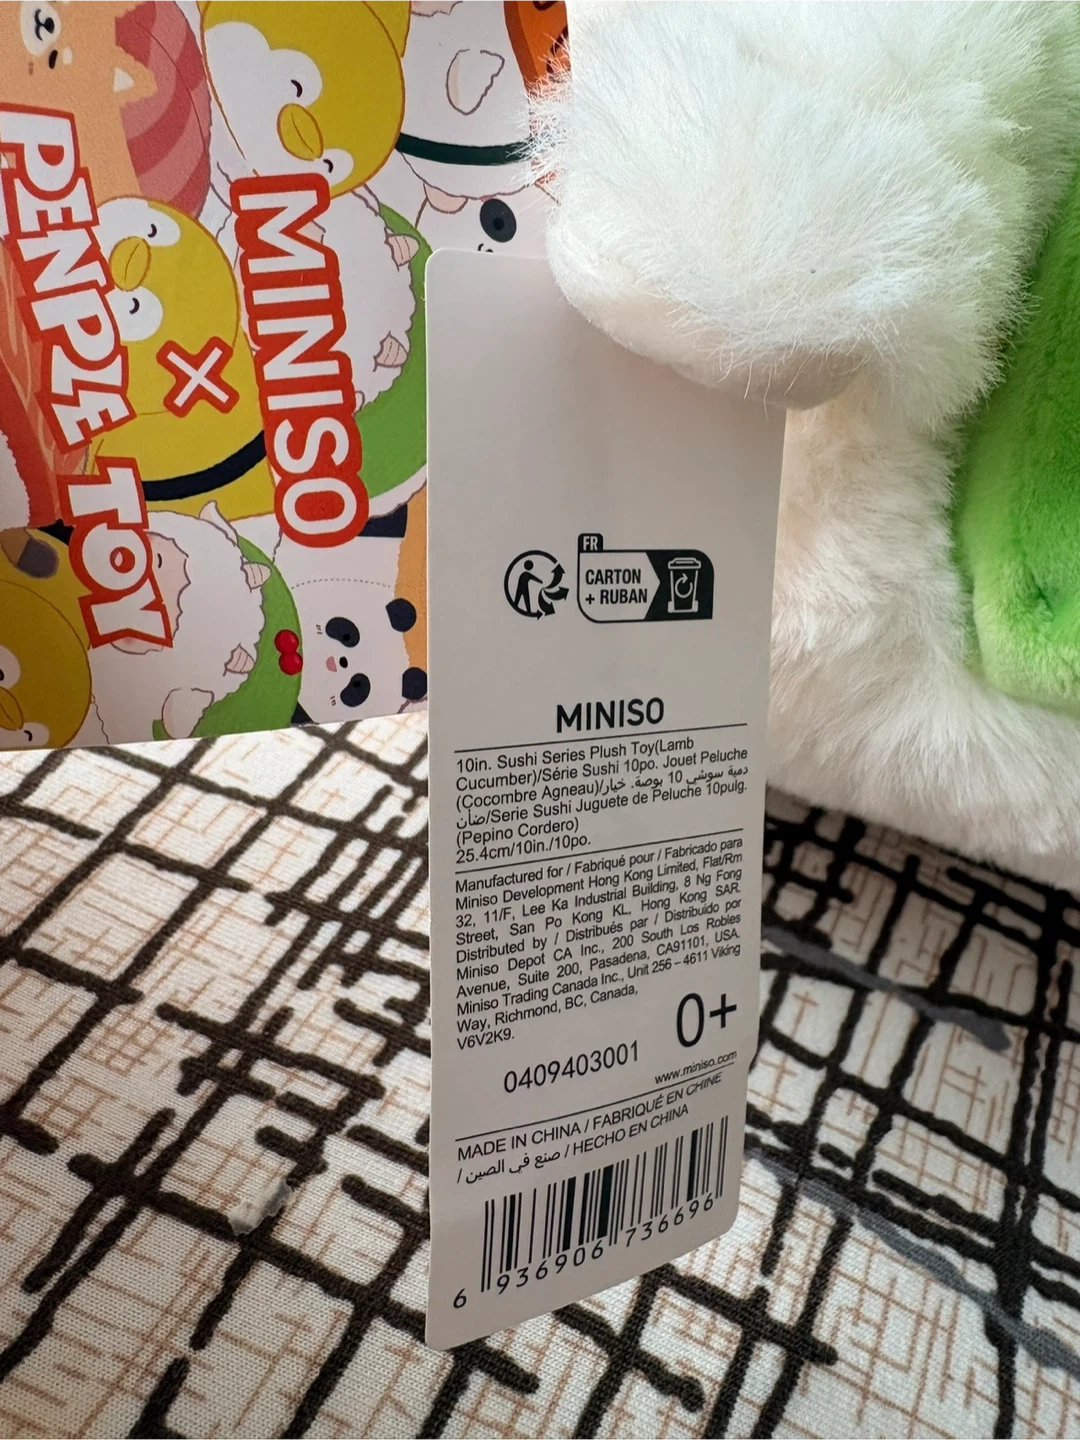 PENPLE TOY
×
MINISO
FR
CARTON
+ RUBAN
MINISO
10in. Sushi Series Plush Toy(Lamb
Cucumber)/Série Sushi 10po. Jouet Peluche
(Cocombre Agneau)/دمية سوشي 10 بوصة. خيار
ضأن/Serie Sushi Juguete de Peluche 10pulg.
(Pepino Cordero)
25.4cm/10in./10po.
Manufactured for / Fabriqué pour / Fabricado para
Miniso Development Hong Kong Limited, Flat/Rm
32, 11/F, Lee Ka Industrial Building, 8 Ng Fong
Street, San Po Kong KL, Hong Kong SAR.
Distributed by / Distribués par / Distribuido por
Miniso Depot CA Inc., 200 South Los Robles
Avenue, Suite 200, Pasadena, CA91101, USA.
Miniso Trading Canada Inc., Unit 256 – 4611 Viking
Way, Richmond, BC, Canada,
V6V2K9.
0+
0409403001
www.miniso.com
MADE IN CHINA / FABRIQUÉ EN CHINE
/ صنع في الصين / HECHO EN CHINA
6 936906 736696